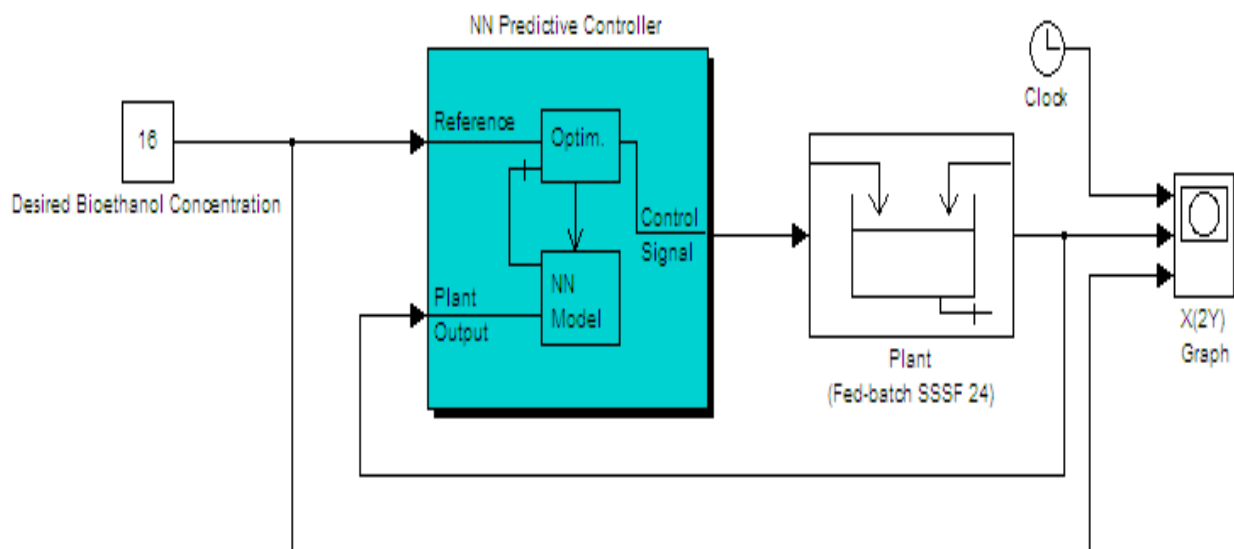 NN Predictive Controller
Clock
16
Desired Bioethanol Concentration
Reference
Optim.
Control
Signal
NN
Model
Plant
Output
Plant
(Fed-batch SSSF 24)
X(2Y)
Graph